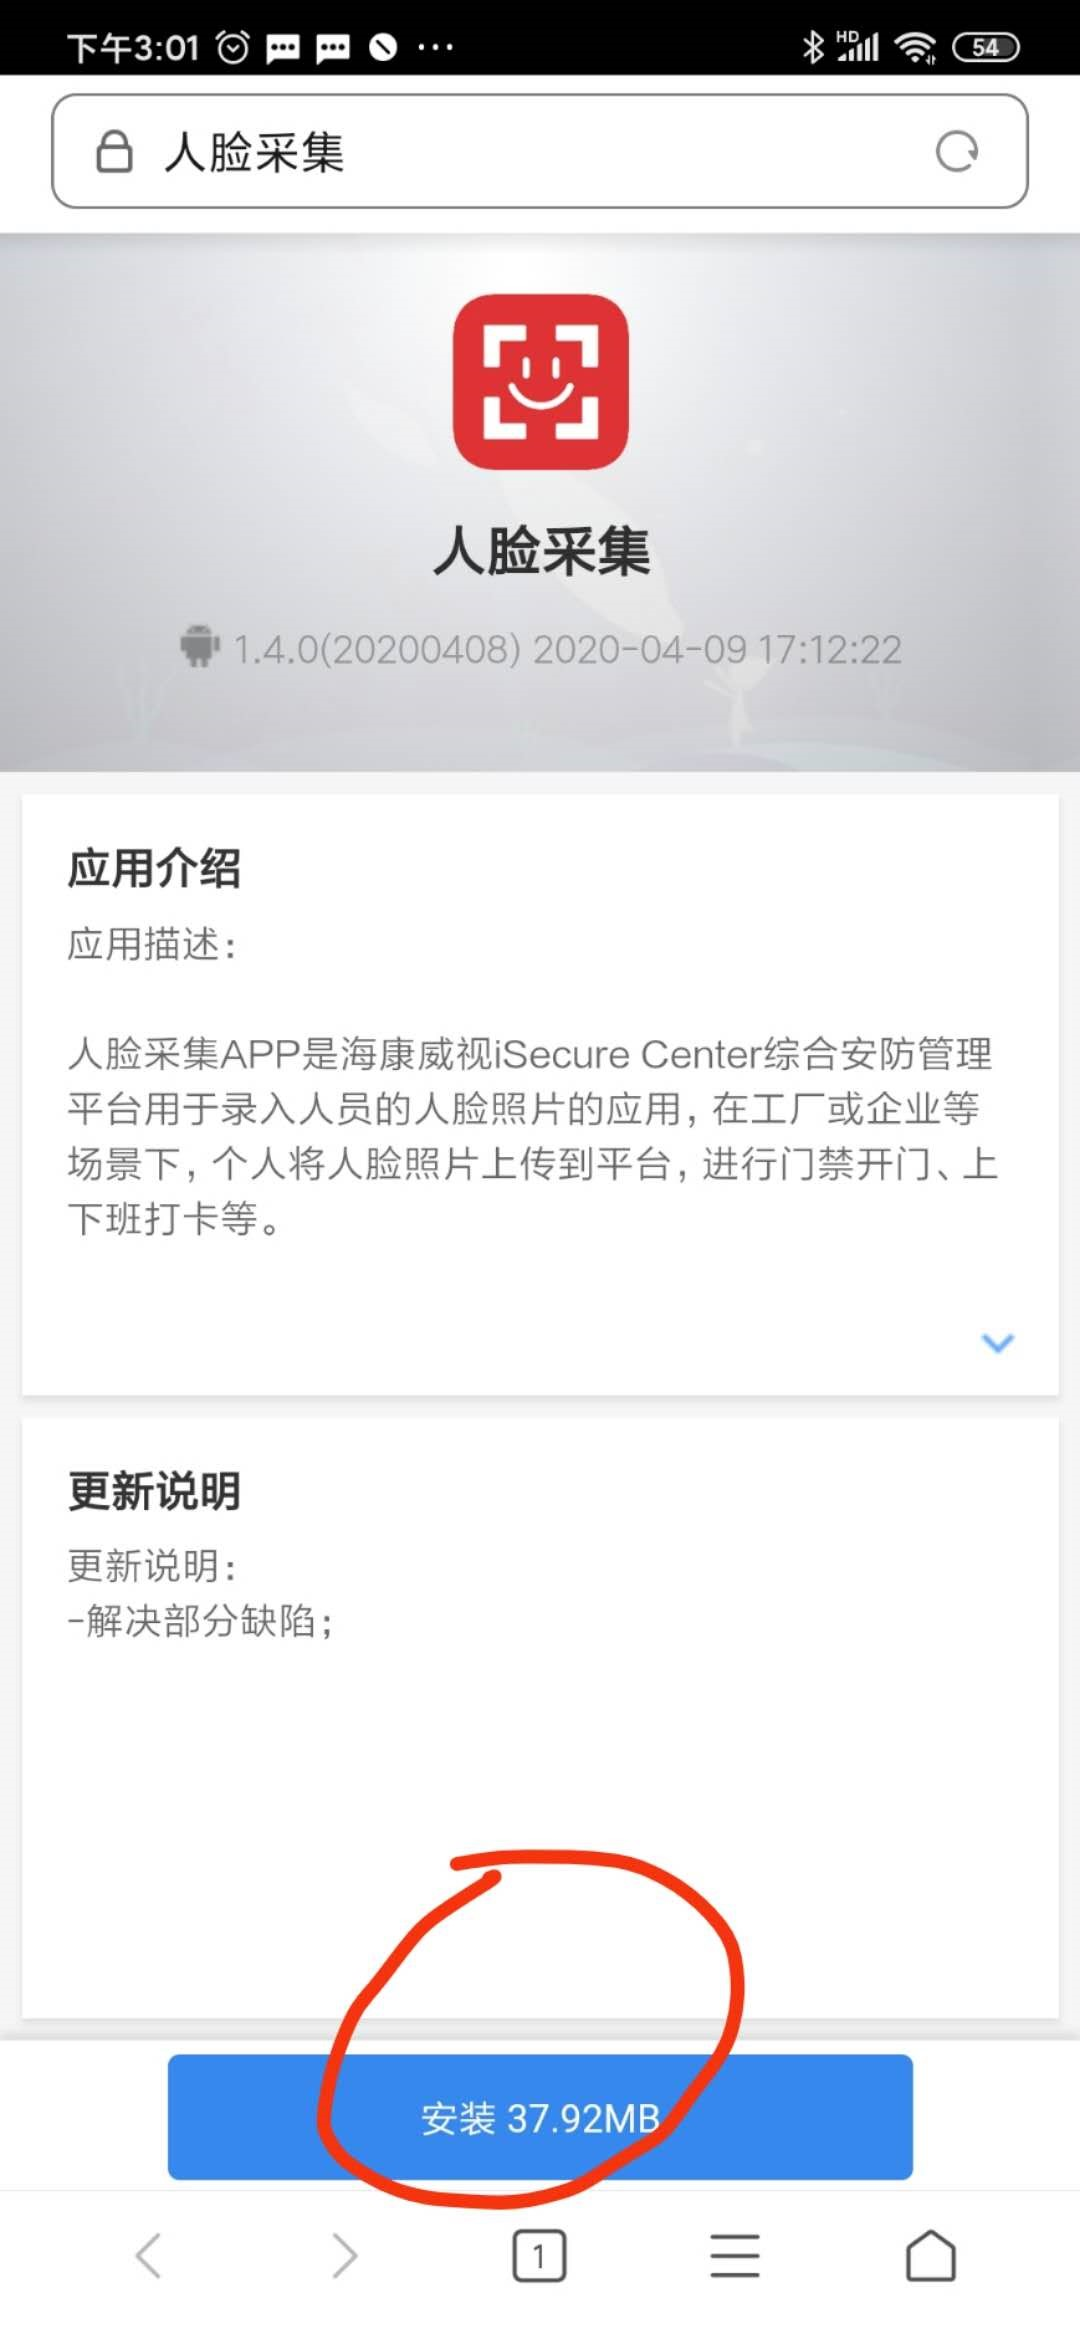 下午3:01
HD
54
人脸采集
人脸采集
1.4.0(20200408) 2020-04-09 17:12:22
应用介绍
应用描述：
人脸采集APP是海康威视iSecure Center综合安防管理
平台用于录入人员的人脸照片的应用，在工厂或企业等
场景下，个人将人脸照片上传到平台，进行门禁开门、上
下班打卡等。
更新说明
更新说明：
-解决部分缺陷；
安装 37.92MB
1